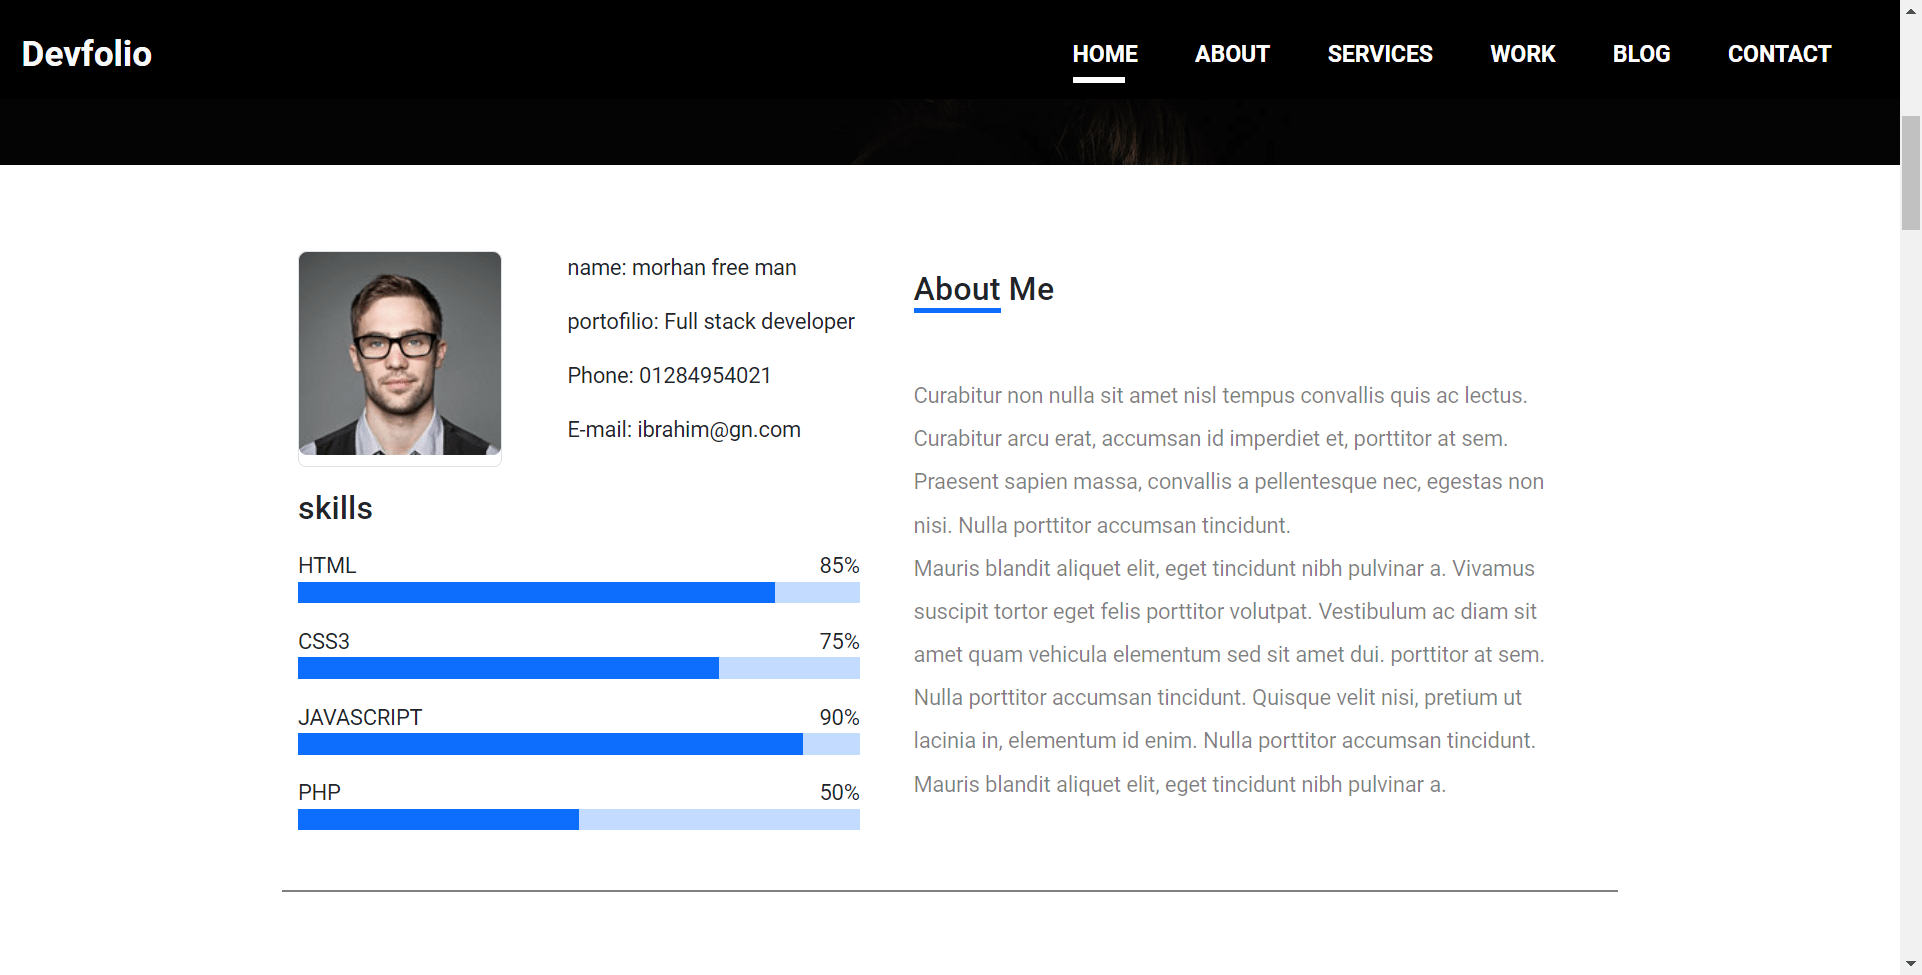 Devfolio
HOME
ABOUT
SERVICES
WORK
BLOG
CONTACT
name: morhan free man
portofilio: Full stack developer
Phone: 01284954021
E-mail: ibrahim@gn.com
skills
HTML 85%
CSS3 75%
JAVASCRIPT 90%
PHP 50%
About Me
Curabitur non nulla sit amet nisl tempus convallis quis ac lectus.
Curabitur arcu erat, accumsan id imperdiet et, porttitor at sem.
Praesent sapien massa, convallis a pellentesque nec, egestas non
nisi. Nulla porttitor accumsan tincidunt.
Mauris blandit aliquet elit, eget tincidunt nibh pulvinar a. Vivamus
suscipit tortor eget felis porttitor volutpat. Vestibulum ac diam sit
amet quam vehicula elementum sed sit amet dui. porttitor at sem.
Nulla porttitor accumsan tincidunt. Quisque velit nisi, pretium ut
lacinia in, elementum id enim. Nulla porttitor accumsan tincidunt.
Mauris blandit aliquet elit, eget tincidunt nibh pulvinar a.